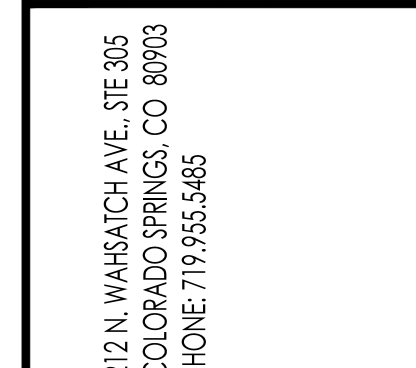 212 N. WAHSATCH AVE., STE 305
COLORADO SPRINGS, CO 80903
HONE: 719.955.5485